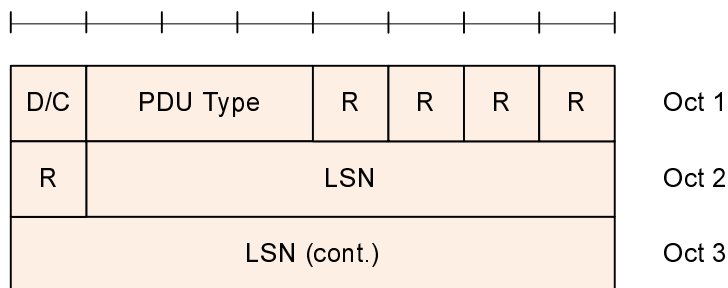 D/C PDU Type R R R R Oct 1
R LSN Oct 2
LSN (cont.) Oct 3